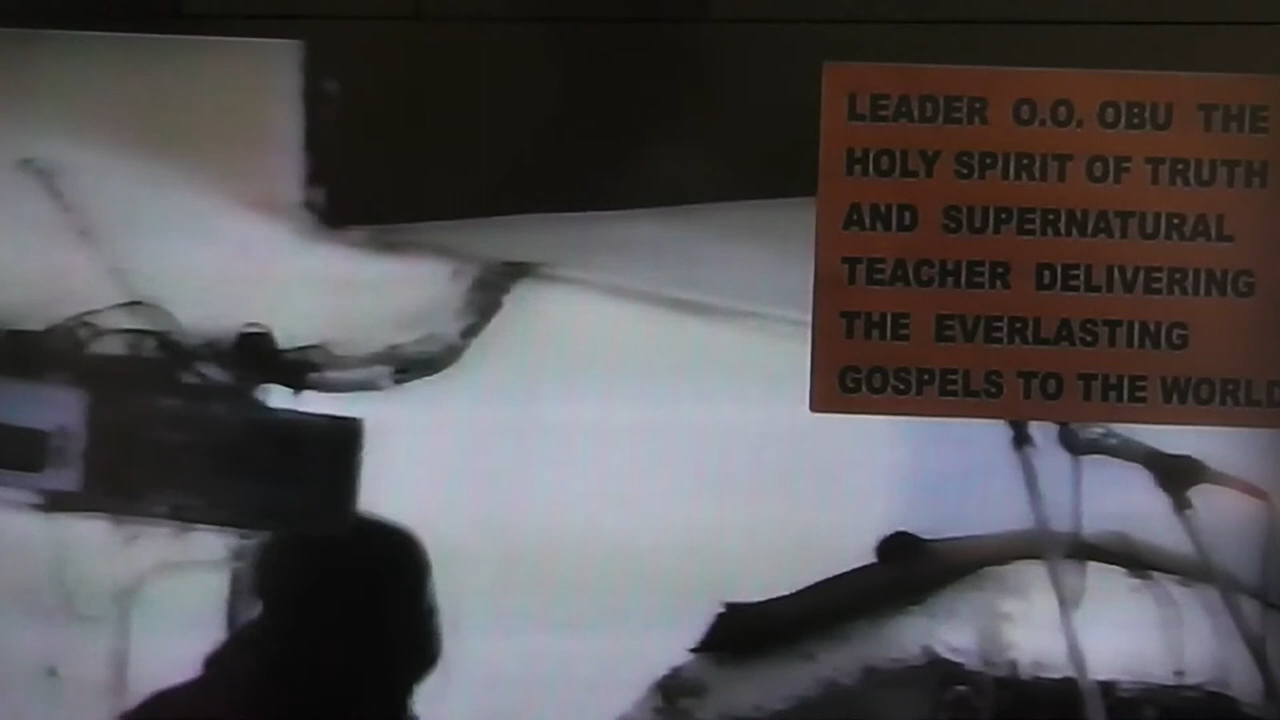 LEADER O.O. OBU THE
HOLY SPIRIT OF TRUTH
AND SUPERNATURAL
TEACHER DELIVERING
THE EVERLASTING
GOSPELS TO THE WORLD